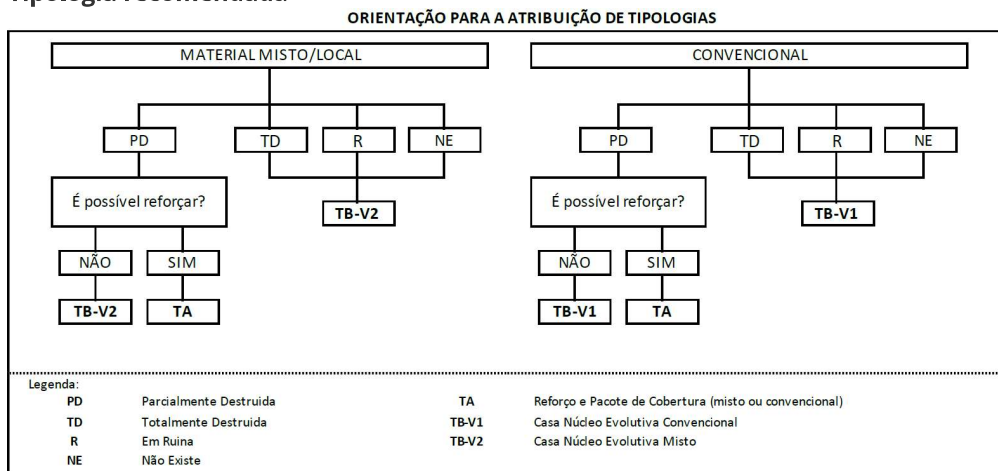 Tipologia recomendada
ORIENTAÇÃO PARA A ATRIBUIÇÃO DE TIPOLOGIAS
MATERIAL MISTO/LOCAL
CONVENCIONAL
PD
TD
R
NE
PD
TD
R
NE
É possível reforçar?
TB-V2
É possível reforçar?
TB-V1
NÃO
SIM
NÃO
SIM
TB-V2
TA
TB-V1
TA
Legenda:
PD Parcialmente Destruida
TA Reforço e Pacote de Cobertura (misto ou convencional)
TD Totalmente Destruida
TB-V1 Casa Núcleo Evolutiva Convencional
R Em Ruina
TB-V2 Casa Núcleo Evolutiva Misto
NE Não Existe